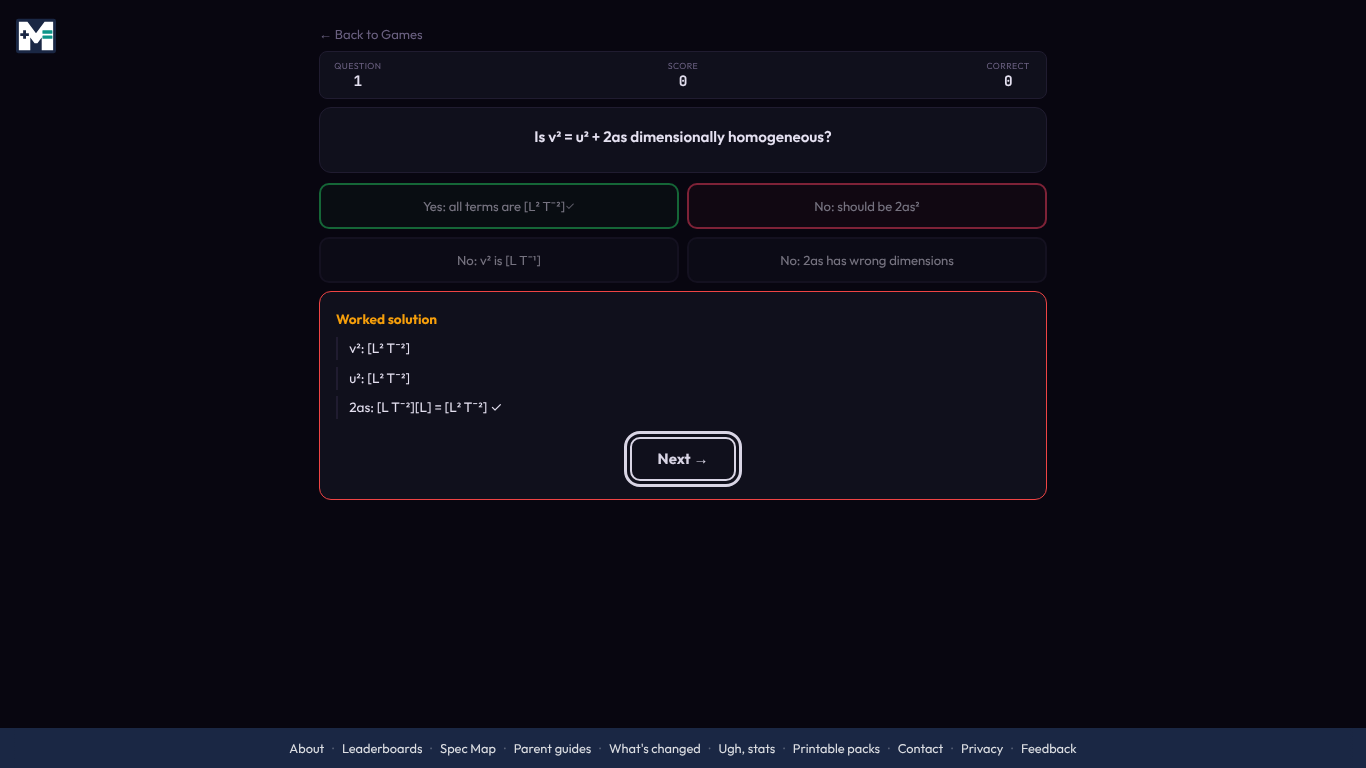 ← Back to Games
QUESTION
1
SCORE
0
CORRECT
0
Is v² = u² + 2as dimensionally homogeneous?
Yes: all terms are [L² T⁻²]✓
No: should be 2as²
No: v² is [L T⁻¹]
No: 2as has wrong dimensions
Worked solution
v²: [L² T⁻²]
u²: [L² T⁻²]
2as: [L T⁻²][L] = [L² T⁻²] ✓
Next →
About · Leaderboards · Spec Map · Parent guides · What's changed · Ugh, stats · Printable packs · Contact · Privacy · Feedback